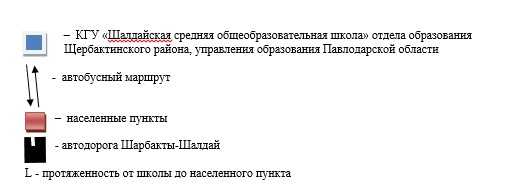 – КГУ «Шалдайская средняя общеобразовательная школа» отдела образования
Щербактинского района, управления образования Павлодарской области
- автобусный маршрут
– населенные пункты
- автодорога Шарбакты-Шалдай
L - протяженность от школы до населенного пункта